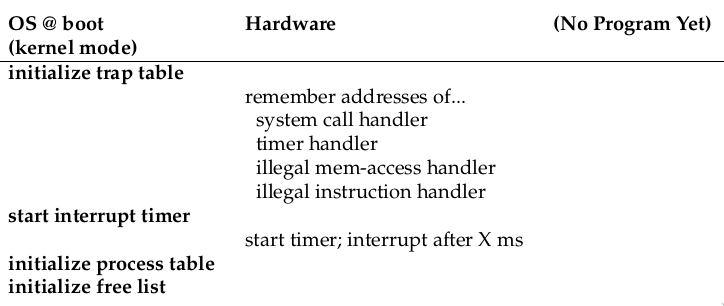 OS @ boot Hardware (No Program Yet)
(kernel mode)
initialize trap table
remember addresses of...
system call handler
timer handler
illegal mem-access handler
illegal instruction handler
start interrupt timer
start timer; interrupt after X ms
initialize process table
initialize free list